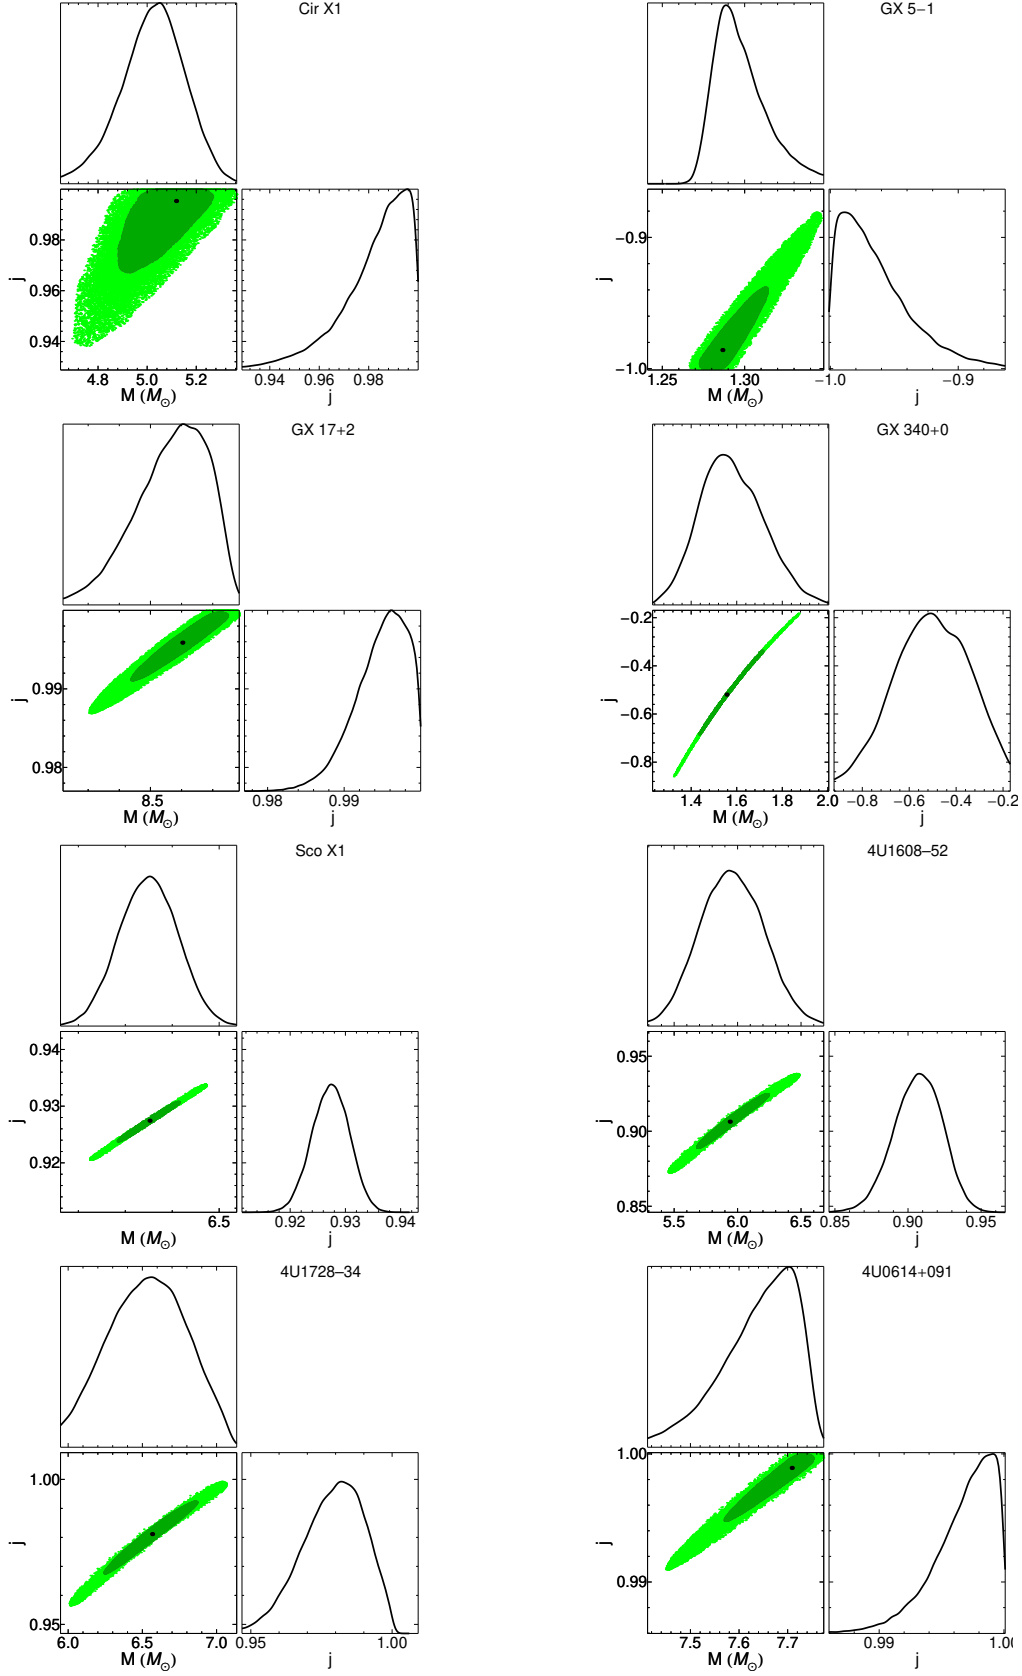 Cir X1
0.98
0.96
0.94
j
4.8 5.0 5.2
M (M⊙)
0.94 0.96 0.98
j
GX 5−1
−0.9
−1.0
j
1.25 1.30
M (M⊙)
−1.0 −0.9
j
GX 17+2
0.99
0.98
j
8.5
M (M⊙)
0.98 0.99
j
GX 340+0
−0.2
−0.4
−0.6
−0.8
j
1.4 1.6 1.8 2.0
M (M⊙)
−0.8 −0.6 −0.4 −0.2
j
Sco X1
0.94
0.93
0.92
j
6.5
M (M⊙)
0.92 0.93 0.94
j
4U1608−52
0.95
0.90
0.85
j
5.5 6.0 6.5
M (M⊙)
0.85 0.90 0.95
j
4U1728−34
1.00
0.95
j
6.0 6.5 7.0
M (M⊙)
0.95 1.00
j
4U0614+091
1.00
0.99
j
7.5 7.6 7.7
M (M⊙)
0.99 1.00
j